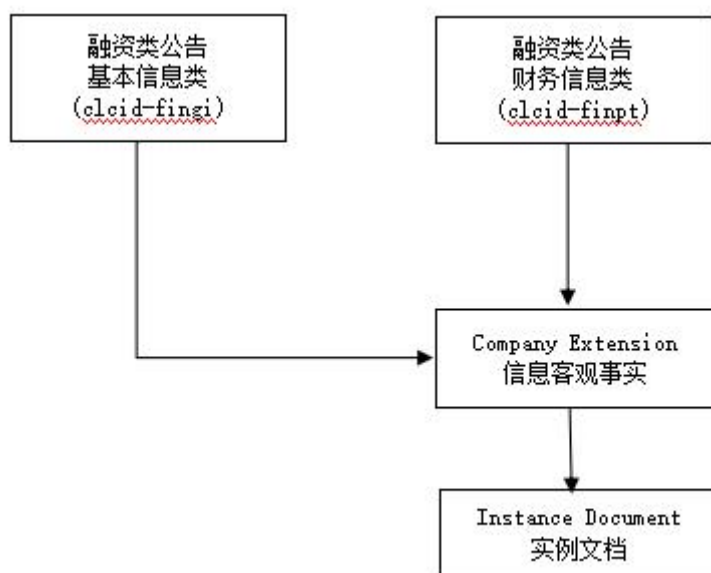 融资类公告
基本信息类
(clcid-fingi)
融资类公告
财务信息类
(clcid-finpt)
Company Extension
信息客观事实
Instance Document
实例文档